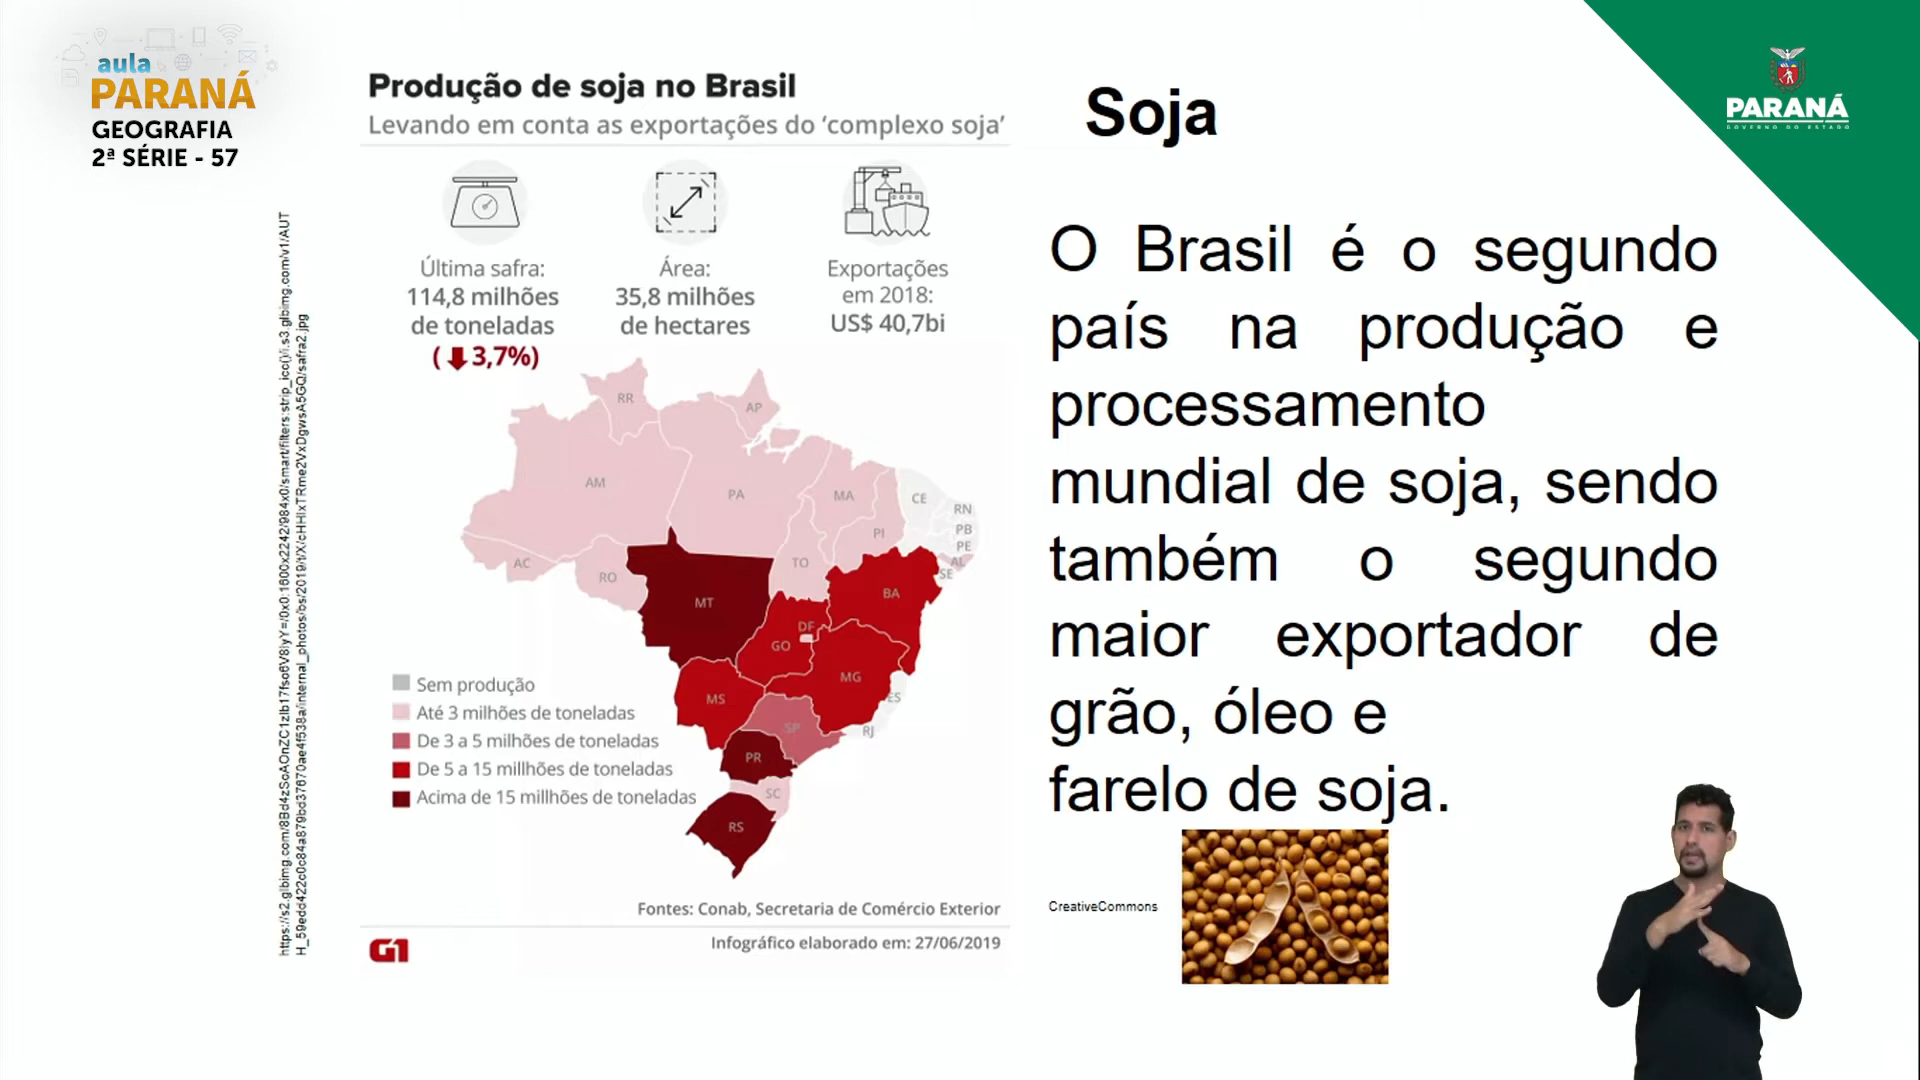 aula
PARANÁ
GEOGRAFIA
2ª SÉRIE - 57
Produção de soja no Brasil
Levando em conta as exportações do ‘complexo soja’
Última safra:
114,8 milhões
de toneladas
(🡇3,7%)
Área:
35,8 milhões
de hectares
Exportações
em 2018:
US$ 40,7bi
RR
AP
AM
PA
MA
CE
RN
PB
PE
AL
SE
PI
AC
RO
TO
MT
BA
DF
GO
MG
MS
ES
SP
RJ
PR
SC
RS
Sem produção
Até 3 milhões de toneladas
De 3 a 5 milhões de toneladas
De 5 a 15 millhões de toneladas
Acima de 15 millhões de toneladas
Fontes: Conab, Secretaria de Comércio Exterior
G1
Infográfico elaborado em: 27/06/2019
Soja
O Brasil é o segundo
país na produção e
processamento
mundial de soja, sendo
também o segundo
maior exportador de
grão, óleo e
farelo de soja.
CreativeCommons
PARANÁ
GOVERNO DO ESTADO